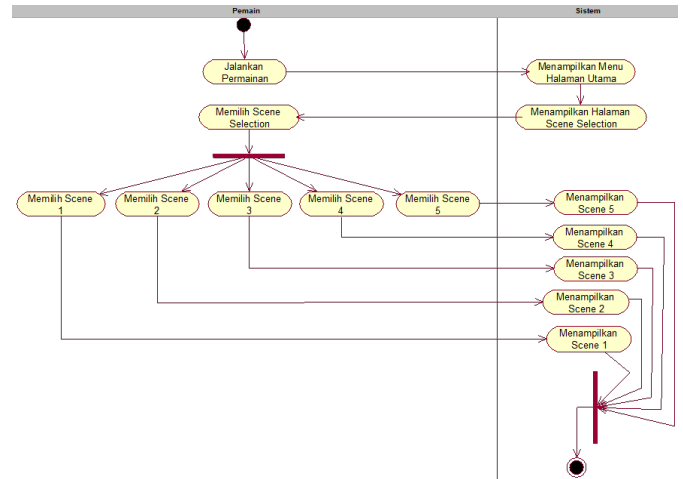 Pemain
Sistem
Jalankan
Permainan
Menampilkan Menu
Halaman Utama
Memilih Scene
Selection
Menampilkan Halaman
Scene Selection
Memilih Scene
1
Memilih Scene
2
Memilih Scene
3
Memilih Scene
4
Memilih Scene
5
Menampilkan
Scene 5
Menampilkan
Scene 4
Menampilkan
Scene 3
Menampilkan
Scene 2
Menampilkan
Scene 1